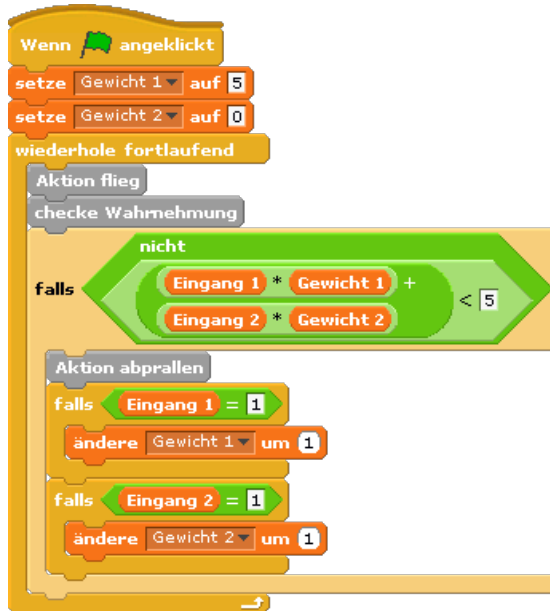 Wenn angeklickt
setze Gewicht 1 auf 5
setze Gewicht 2 auf 0
wiederhole fortlaufend
Aktion flieg
checke Wahrnehmung
nicht
Eingang 1 * Gewicht 1 +
falls < 5
Eingang 2 * Gewicht 2
Aktion abprallen
falls Eingang 1 = 1
ändere Gewicht 1 um 1
falls Eingang 2 = 1
ändere Gewicht 2 um 1